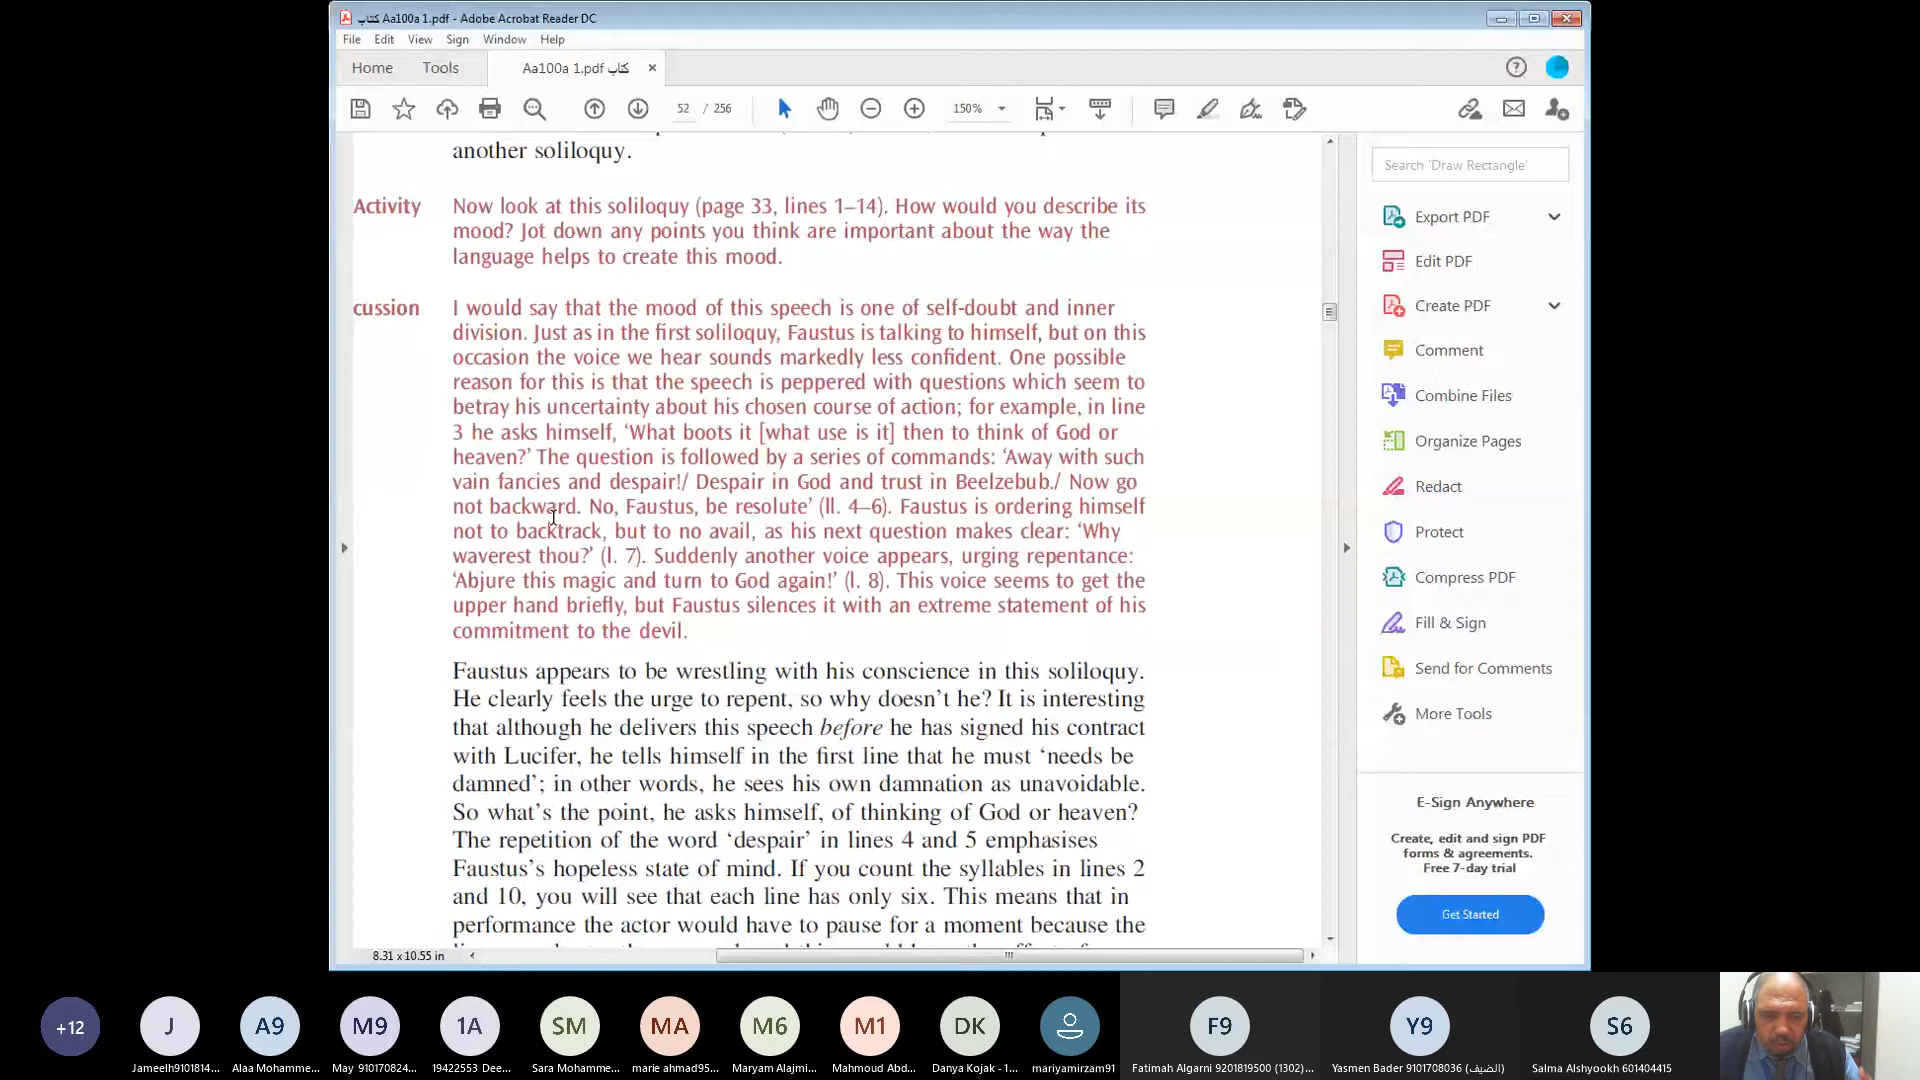 كتاب Aa100a 1.pdf - Adobe Acrobat Reader DC
File Edit View Sign Window Help
Home Tools Aa100a 1.pdf كتاب
52 / 256 150%
another soliloquy.
Activity Now look at this soliloquy (page 33, lines 1–14). How would you describe its
mood? Jot down any points you think are important about the way the
language helps to create this mood.
cussion I would say that the mood of this speech is one of self-doubt and inner
division. Just as in the first soliloquy, Faustus is talking to himself, but on this
occasion the voice we hear sounds markedly less confident. One possible
reason for this is that the speech is peppered with questions which seem to
betray his uncertainty about his chosen course of action; for example, in line
3 he asks himself, ‘What boots it [what use is it] then to think of God or
heaven?’ The question is followed by a series of commands: ‘Away with such
vain fancies and despair!/ Despair in God and trust in Beelzebub./ Now go
not backward. No, Faustus, be resolute’ (ll. 4–6). Faustus is ordering himself
not to backtrack, but to no avail, as his next question makes clear: ‘Why
waverest thou?’ (l. 7). Suddenly another voice appears, urging repentance:
‘Abjure this magic and turn to God again!’ (l. 8). This voice seems to get the
upper hand briefly, but Faustus silences it with an extreme statement of his
commitment to the devil.
Faustus appears to be wrestling with his conscience in this soliloquy.
He clearly feels the urge to repent, so why doesn’t he? It is interesting
that although he delivers this speech before he has signed his contract
with Lucifer, he tells himself in the first line that he must ‘needs be
damned’; in other words, he sees his own damnation as unavoidable.
So what’s the point, he asks himself, of thinking of God or heaven?
The repetition of the word ‘despair’ in lines 4 and 5 emphasises
Faustus’s hopeless state of mind. If you count the syllables in lines 2
and 10, you will see that each line has only six. This means that in
performance the actor would have to pause for a moment because the
8.31 x 10.55 in
Search 'Draw Rectangle'
Export PDF
Edit PDF
Create PDF
Comment
Combine Files
Organize Pages
Redact
Protect
Compress PDF
Fill & Sign
Send for Comments
More Tools
E-Sign Anywhere
Create, edit and sign PDF
forms & agreements.
Free 7-day trial
Get Started
+12 J A9 M9 1A SM MA M6 M1 DK F9 Y9 S6
Jameelh9101814... Alaa Mohamme... May 910170824... 19422553 Dee... Sara Mohamme... marie ahmad95... Maryam Alajmi... Mahmoud Abd... Danya Kojak - 1... mariyamirzam91 Fatimah Algarni 9201819500 (1302)... Yasmen Bader 9101708036 (الضيف) Salma Alshyookh 601404415